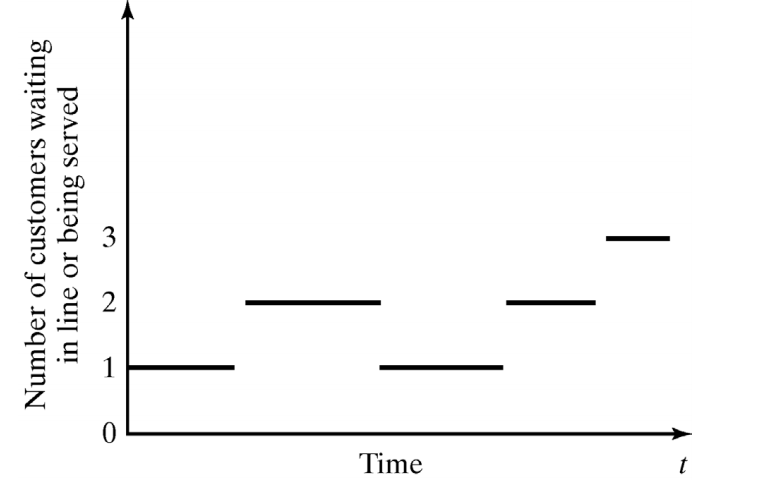 Number of customers waiting
in line or being served
3
2
1
0
Time
t